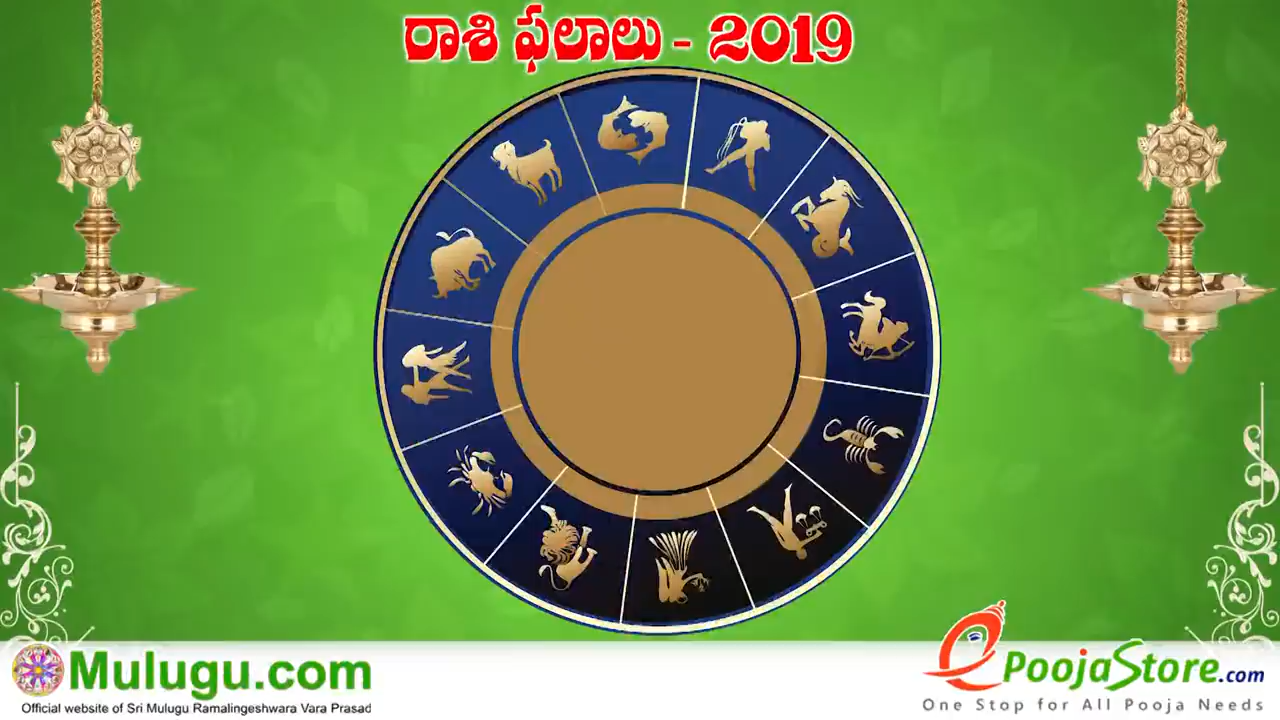 రాశి ఫలాలు - 2019
Mulugu.com
Official website of Sri Mulugu Ramalingeshwara Vara Prasad
ePoojaStore.com
One Stop for All Pooja Needs